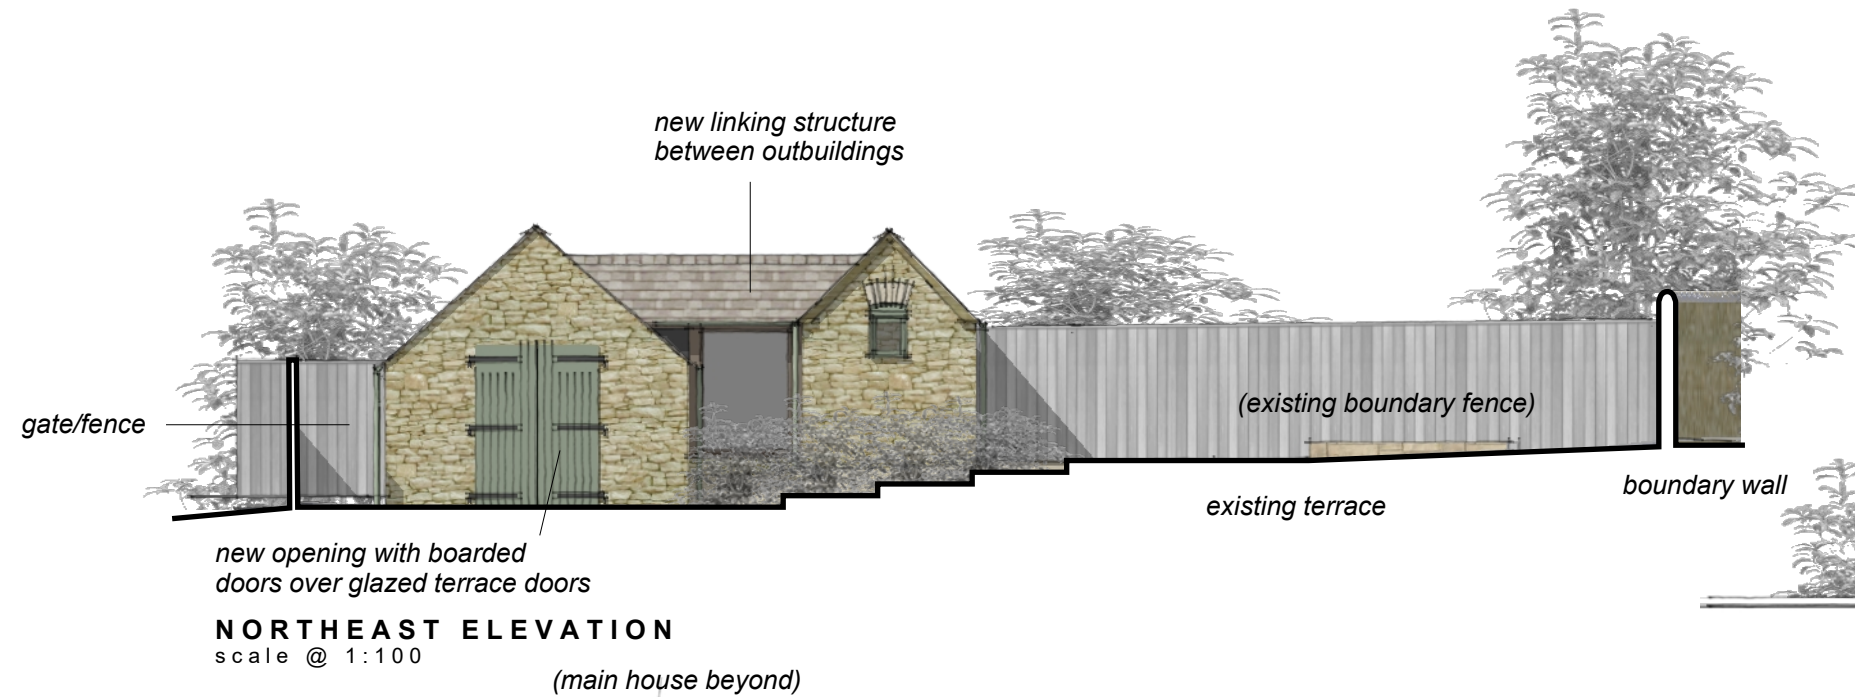 new linking structure
between outbuildings
gate/fence
(existing boundary fence)
boundary wall
existing terrace
new opening with boarded
doors over glazed terrace doors
NORTHEAST ELEVATION
scale @ 1:100
(main house beyond)